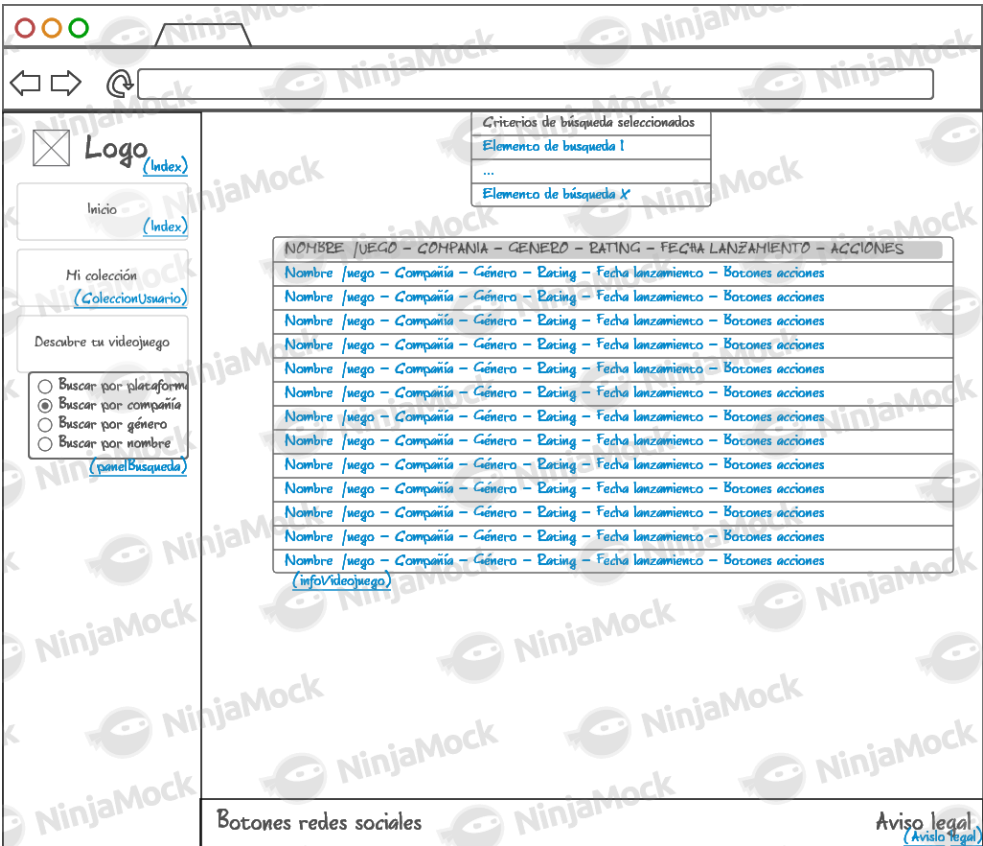 Logo
(Index)
Inicio
(Index)
Mi colección
(ColeccionUsuario)
Descubre tu videojuego
Buscar por plataforma
Buscar por compañía
Buscar por género
Buscar por nombre
(panelBusqueda)
Criterios de búsqueda seleccionados
Elemento de busqueda 1
...
Elemento de búsqueda X
NOMBRE JUEGO - COMPAÑIA - GENERO - RATING - FECHA LANZAMIENTO - ACCIONES
Nombre Juego - Compañía - Género - Rating - Fecha lanzamiento - Botones acciones
Nombre Juego - Compañía - Género - Rating - Fecha lanzamiento - Botones acciones
Nombre Juego - Compañía - Género - Rating - Fecha lanzamiento - Botones acciones
Nombre Juego - Compañía - Género - Rating - Fecha lanzamiento - Botones acciones
Nombre Juego - Compañía - Género - Rating - Fecha lanzamiento - Botones acciones
Nombre Juego - Compañía - Género - Rating - Fecha lanzamiento - Botones acciones
Nombre Juego - Compañía - Género - Rating - Fecha lanzamiento - Botones acciones
Nombre Juego - Compañía - Género - Rating - Fecha lanzamiento - Botones acciones
Nombre Juego - Compañía - Género - Rating - Fecha lanzamiento - Botones acciones
Nombre Juego - Compañía - Género - Rating - Fecha lanzamiento - Botones acciones
Nombre Juego - Compañía - Género - Rating - Fecha lanzamiento - Botones acciones
Nombre Juego - Compañía - Género - Rating - Fecha lanzamiento - Botones acciones
Nombre Juego - Compañía - Género - Rating - Fecha lanzamiento - Botones acciones
(infoVideojuego)
Botones redes sociales
Aviso legal
(Avislo legal)
NinjaMock